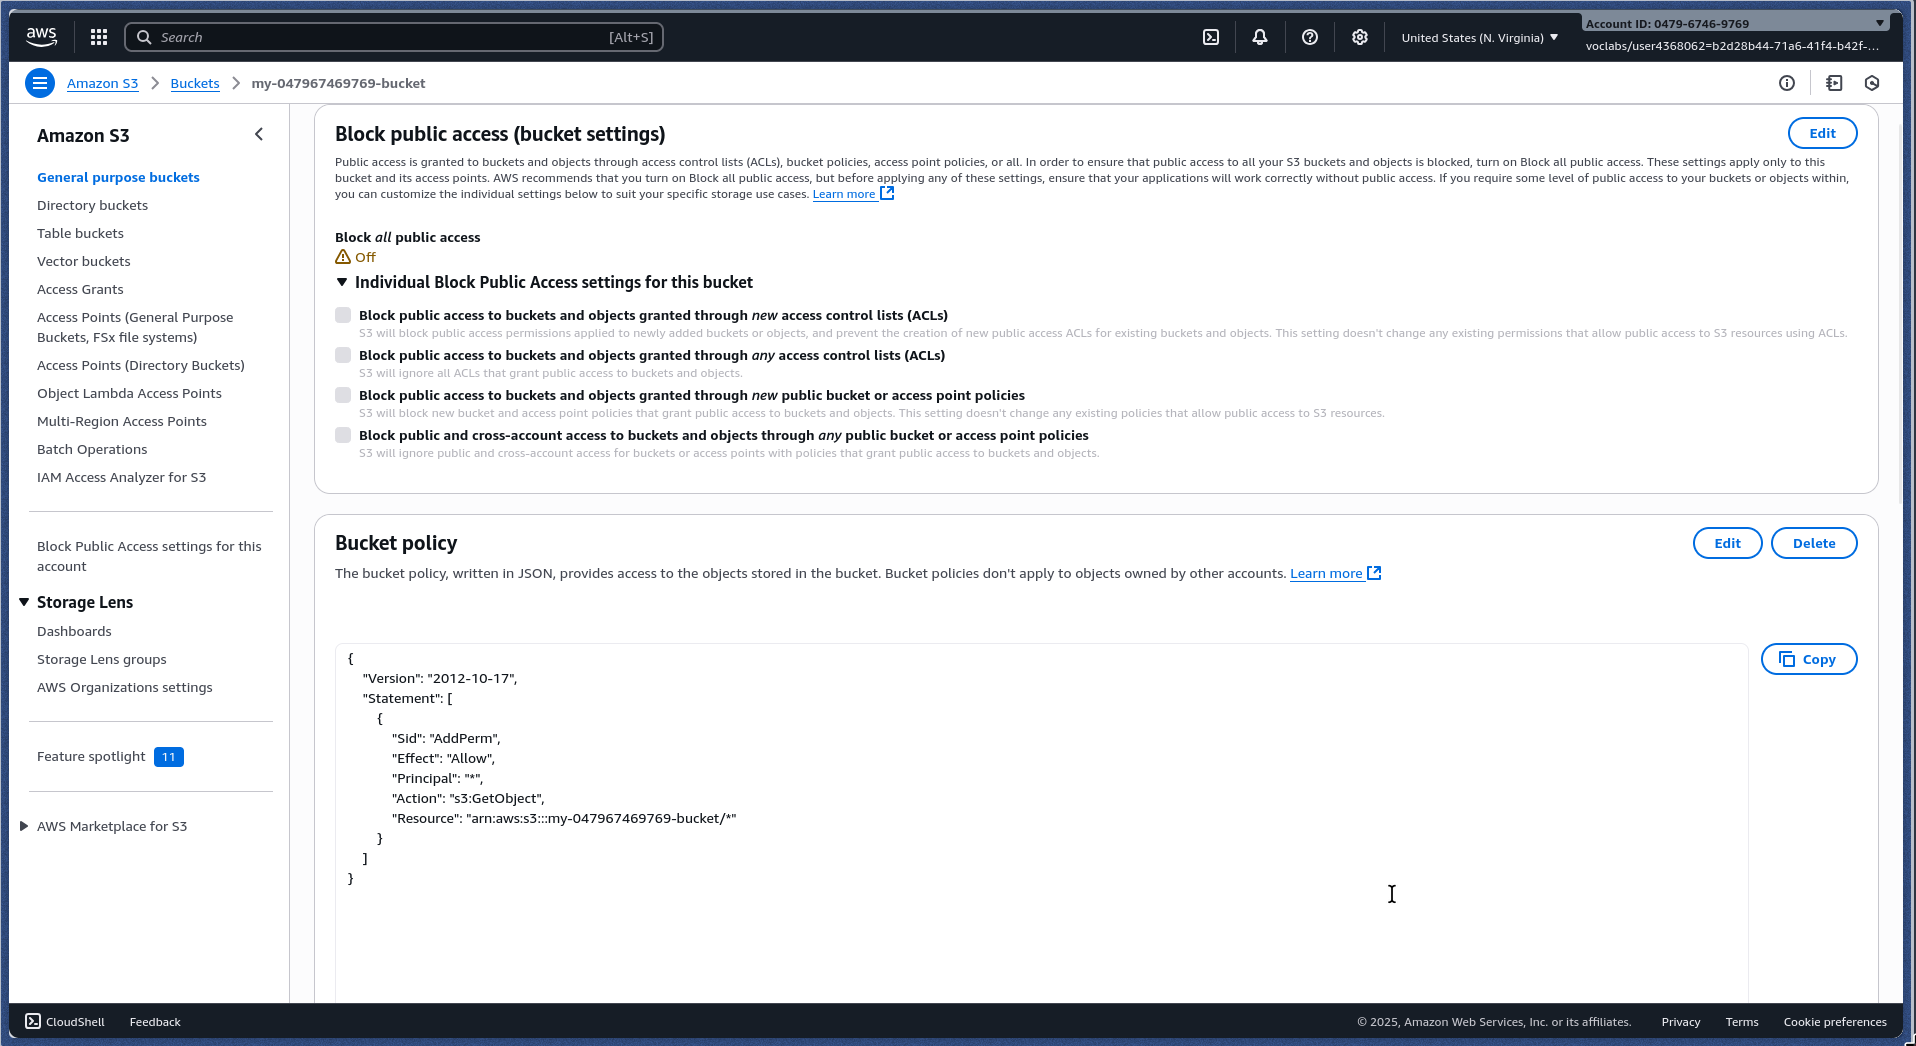 aws
Search
[Alt+S]
United States (N. Virginia)
Account ID: 0479-6746-9769
voclabs/user4368062=b2d28b44-71a6-41f4-b42f-...
Amazon S3
Buckets
my-047967469769-bucket
Amazon S3
General purpose buckets
Directory buckets
Table buckets
Vector buckets
Access Grants
Access Points (General Purpose
Buckets, FSx file systems)
Access Points (Directory Buckets)
Object Lambda Access Points
Multi-Region Access Points
Batch Operations
IAM Access Analyzer for S3
Block Public Access settings for this
account
Storage Lens
Dashboards
Storage Lens groups
AWS Organizations settings
Feature spotlight 11
AWS Marketplace for S3
Block public access (bucket settings)
Edit
Public access is granted to buckets and objects through access control lists (ACLs), bucket policies, access point policies, or all. In order to ensure that public access to all your S3 buckets and objects is blocked, turn on Block all public access. These settings apply only to this
bucket and its access points. AWS recommends that you turn on Block all public access, but before applying any of these settings, ensure that your applications will work correctly without public access. If you require some level of public access to your buckets or objects within,
you can customize the individual settings below to suit your specific storage use cases. Learn more
Block all public access
Off
Individual Block Public Access settings for this bucket
Block public access to buckets and objects granted through new access control lists (ACLs)
S3 will block public access permissions applied to newly added buckets or objects, and prevent the creation of new public access ACLs for existing buckets and objects. This setting doesn't change any existing permissions that allow public access to S3 resources using ACLs.
Block public access to buckets and objects granted through any access control lists (ACLs)
S3 will ignore all ACLs that grant public access to buckets and objects.
Block public access to buckets and objects granted through new public bucket or access point policies
S3 will block new bucket and access point policies that grant public access to buckets and objects. This setting doesn't change any existing policies that allow public access to S3 resources.
Block public and cross-account access to buckets and objects through any public bucket or access point policies
S3 will ignore public and cross-account access for buckets or access points with policies that grant public access to buckets and objects.
Bucket policy
Edit
Delete
The bucket policy, written in JSON, provides access to the objects stored in the bucket. Bucket policies don't apply to objects owned by other accounts. Learn more
Copy
{
"Version": "2012-10-17",
"Statement": [
{
"Sid": "AddPerm",
"Effect": "Allow",
"Principal": "*",
"Action": "s3:GetObject",
"Resource": "arn:aws:s3:::my-047967469769-bucket/*"
}
]
}
CloudShell
Feedback
© 2025, Amazon Web Services, Inc. or its affiliates.
Privacy
Terms
Cookie preferences